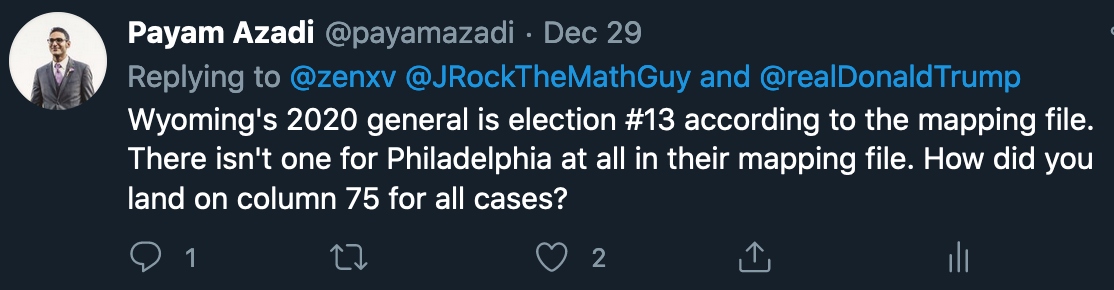 Payam Azadi @payamazadi · Dec 29
Replying to @zenxv @JRockTheMathGuy and @realDonaldTrump
Wyoming's 2020 general is election #13 according to the mapping file.
There isn't one for Philadelphia at all in their mapping file. How did you
land on column 75 for all cases?
1 2